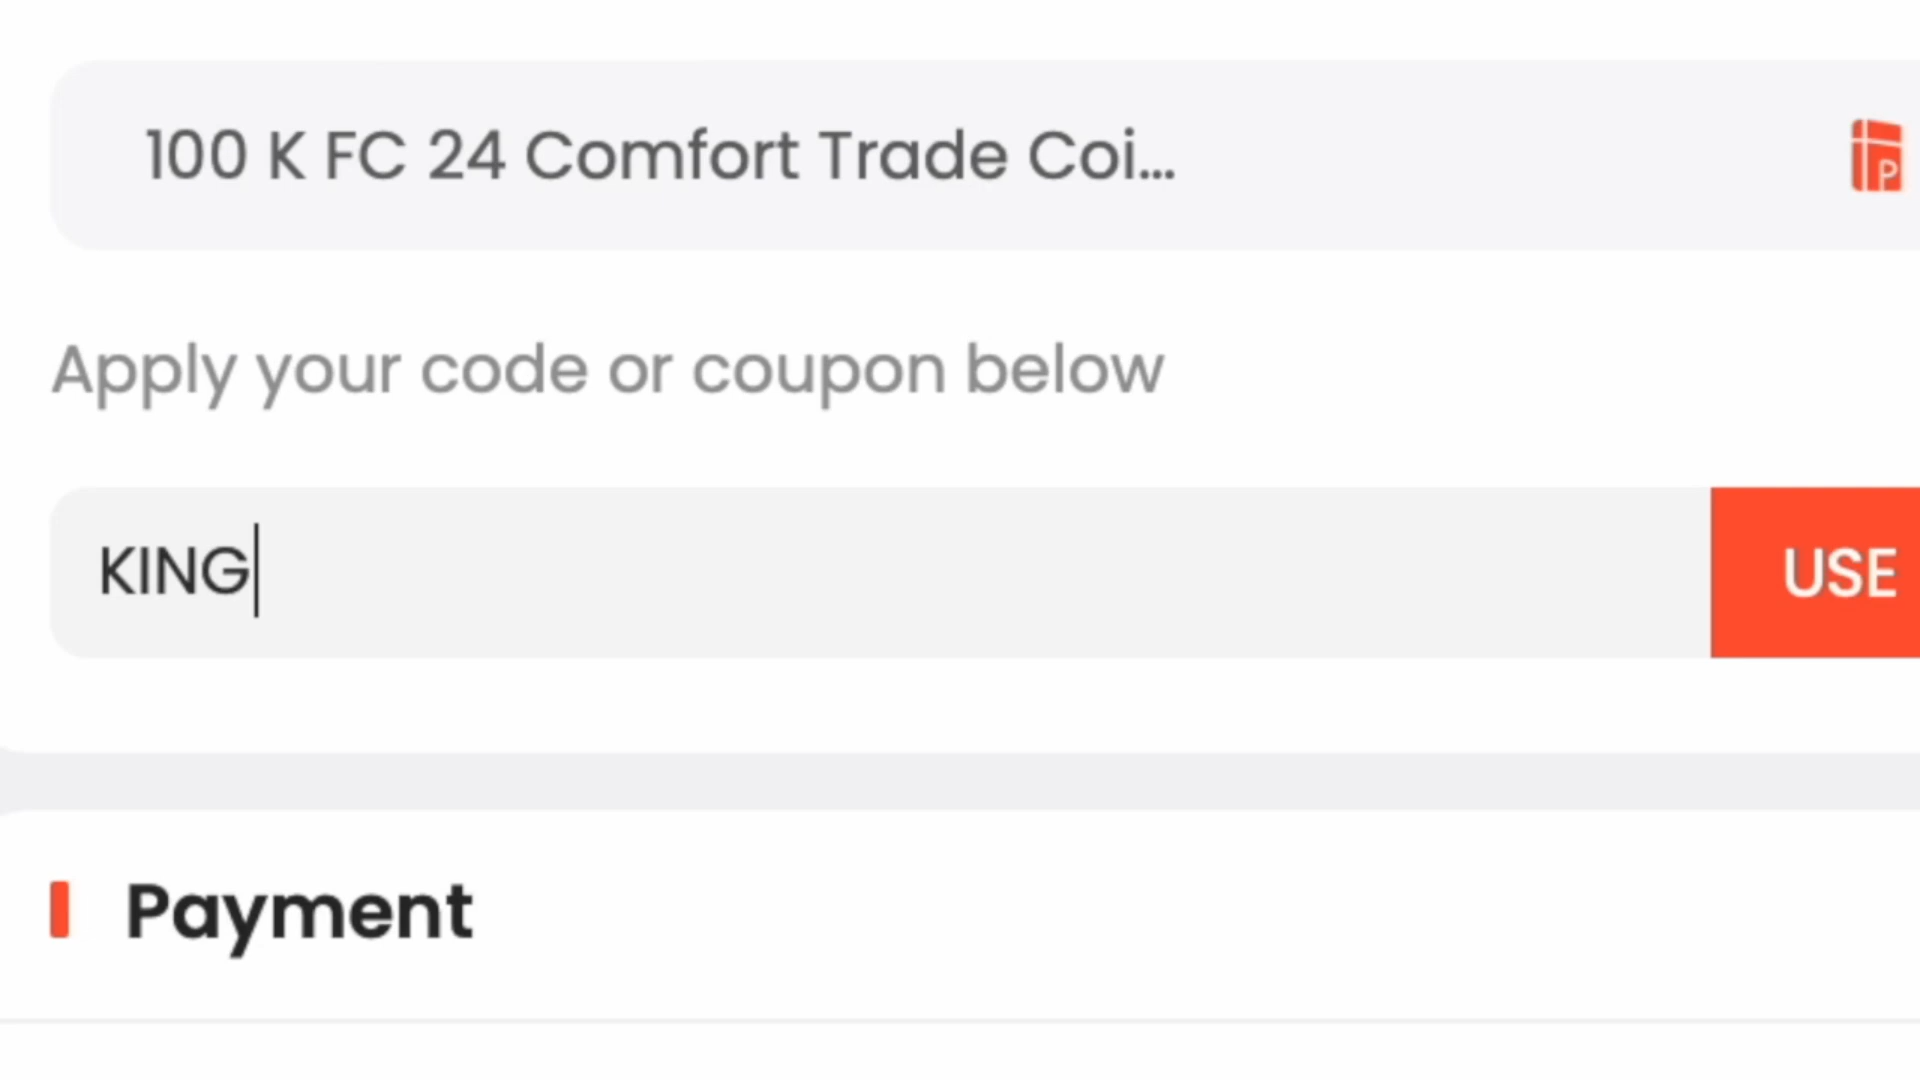 100 K FC 24 Comfort Trade Coi...
P
Apply your code or coupon below
KING
USE
Payment